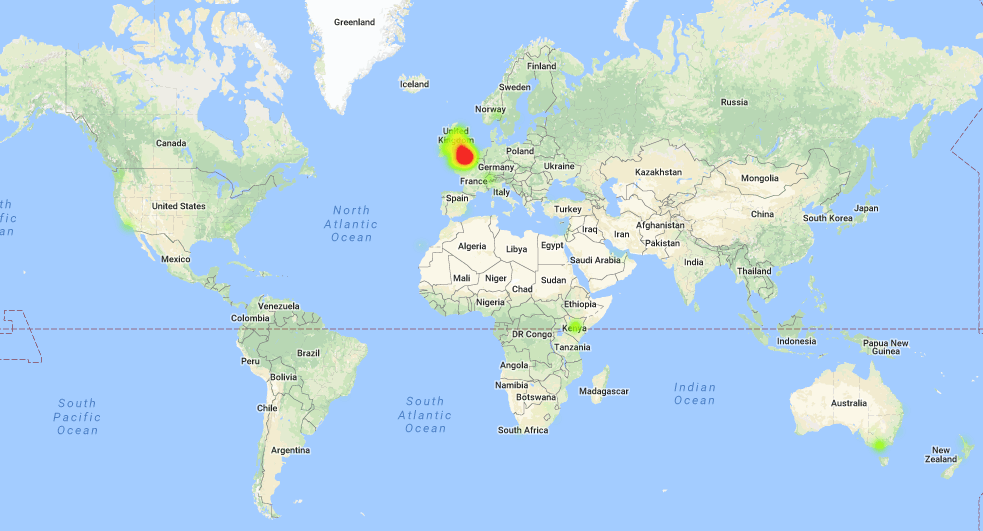 Greenland
Iceland
Finland
Sweden
Norway
Russia
United
Kingdom
Canada
Poland
Germany
Ukraine
France
Kazakhstan
Mongolia
Italy
Spain
United States
North
Atlantic
Ocean
th
fic
an
Turkey
Japan
China
South Korea
Afghanistan
Iraq
Iran
Pakistan
Algeria
Libya
Egypt
Mexico
Saudi Arabia
India
Mali
Niger
Sudan
Chad
Thailand
Nigeria
Ethiopia
Venezuela
Colombia
Kenya
DR Congo
Indonesia
Papua New
Guinea
Tanzania
Brazil
Peru
Angola
Bolivia
Namibia
Botswana
Madagascar
Indian
Ocean
South
Pacific
Ocean
South
Atlantic
Ocean
Chile
Australia
South Africa
Argentina
New
Zealand